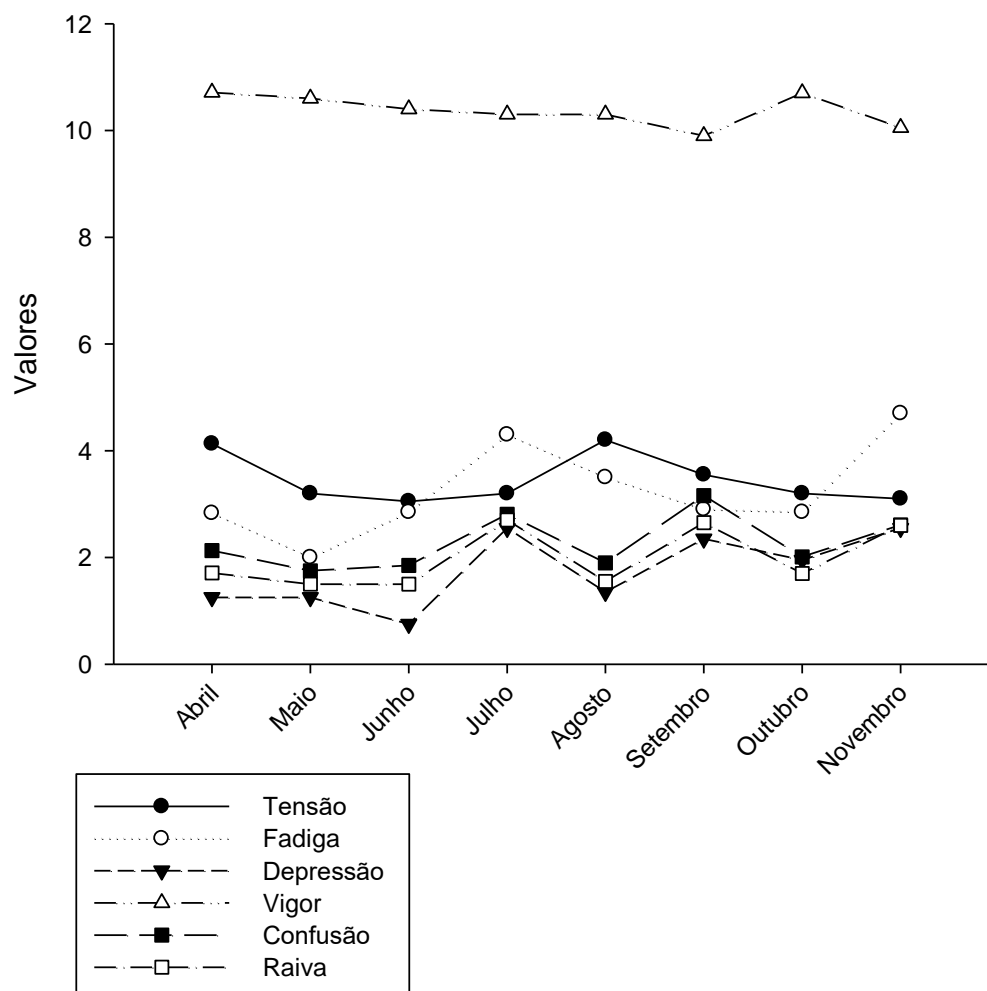 12
10
8
6
4
2
0
Valores
Abril
Maio
Junho
Julho
Agosto
Setembro
Outubro
Novembro
Tensão
Fadiga
Depressão
Vigor
Confusão
Raiva